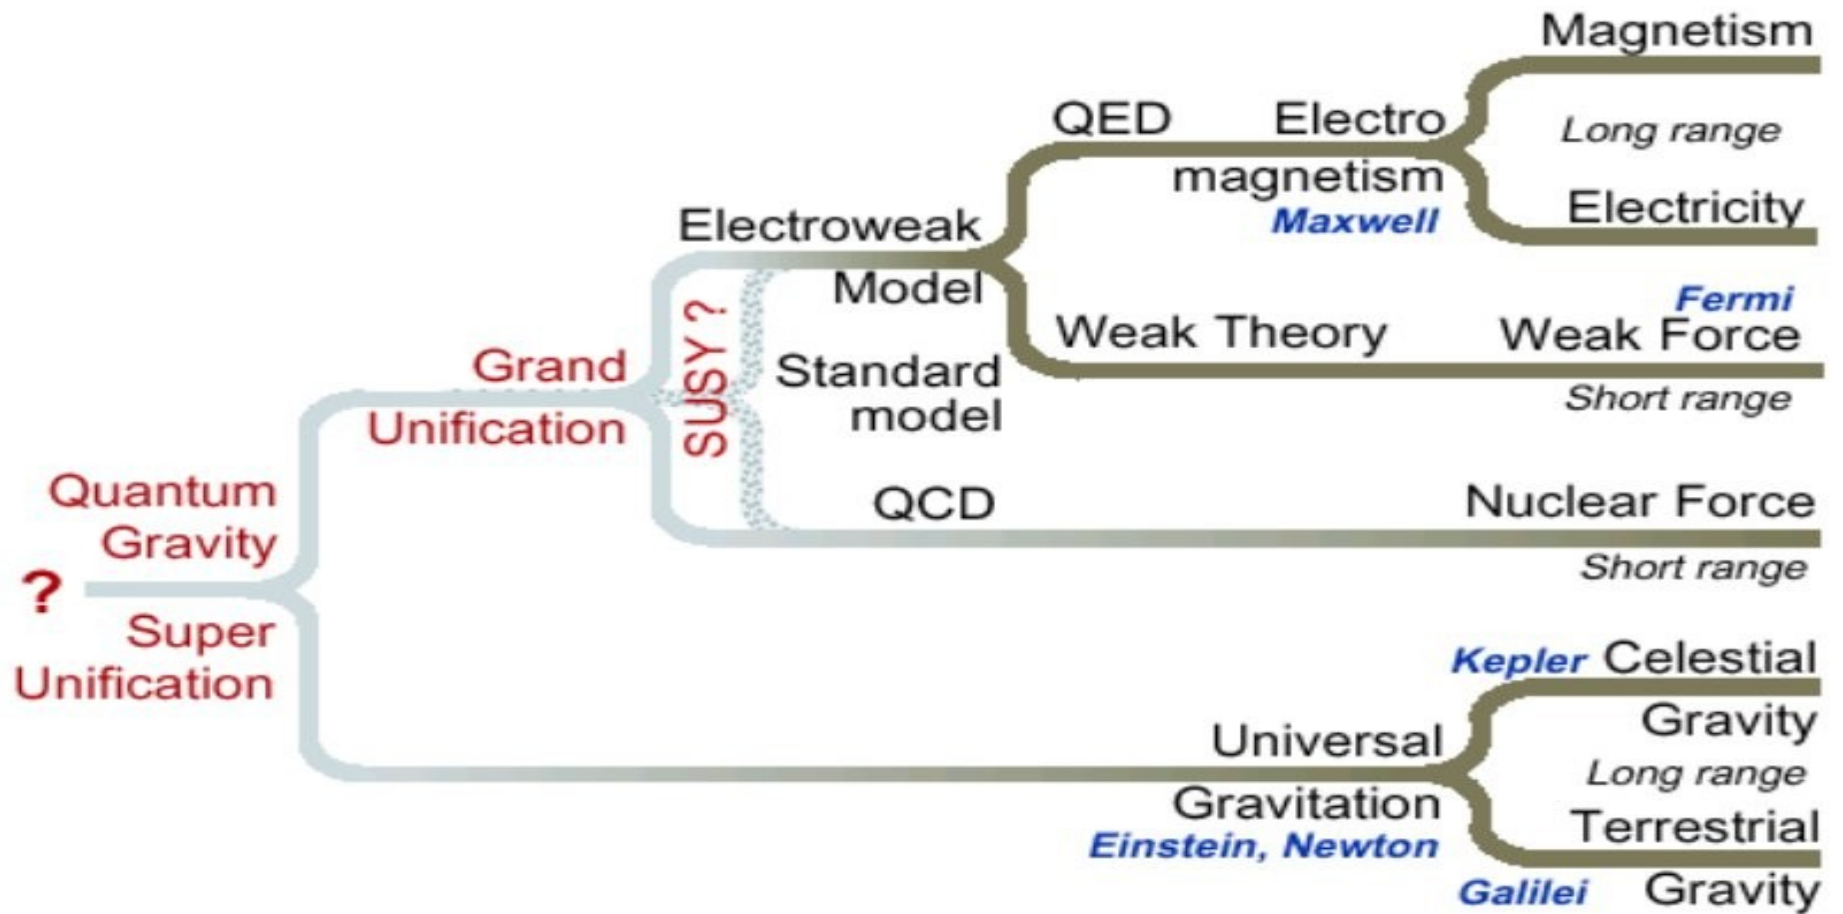 Magnetism
QED
Electro
Long range
magnetism
Maxwell
Electricity
Electroweak
Model
Fermi
Weak Theory
Weak Force
Short range
SUSY ?
Grand
Unification
Standard
model
QCD
Nuclear Force
Short range
Quantum
Gravity
?
Super
Unification
Kepler Celestial
Gravity
Universal
Gravitation
Einstein, Newton
Long range
Terrestrial
Galilei Gravity